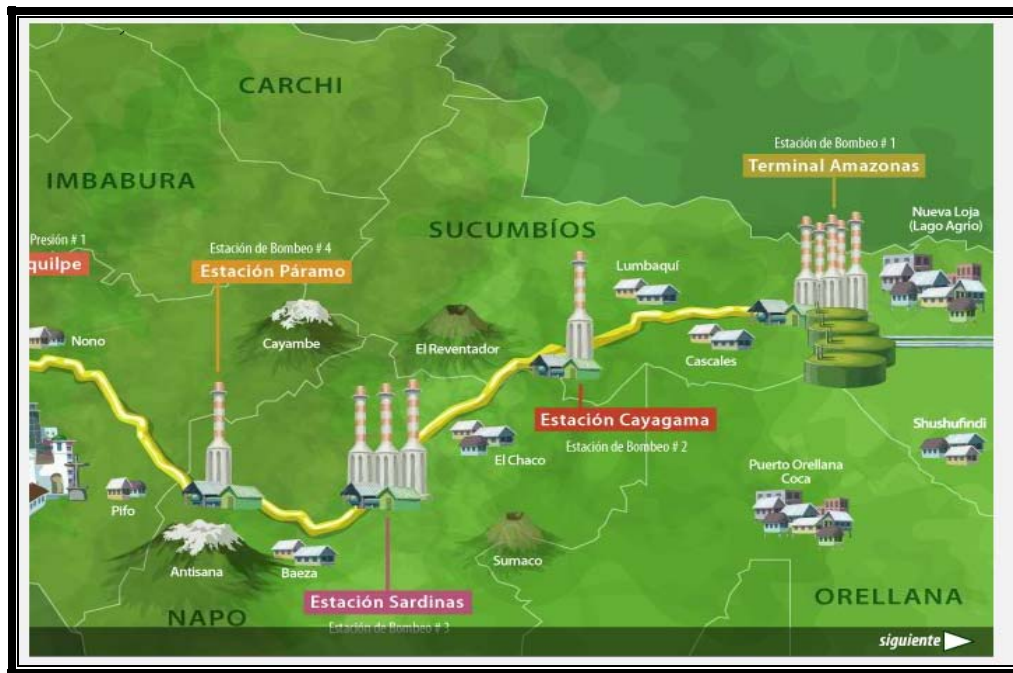 CARCHI
Estación de Bombeo # 1
Terminal Amazonas
IMBABURA
Nueva Loja
(Lago Agrio)
SUCUMBÍOS
Presión # 1
quilpe
Estación de Bombeo # 4
Estación Páramo
Lumbaquí
Nono
Cayambe
El Reventador
Cascales
Estación Cayagama
Estación de Bombeo # 2
Shushufindi
El Chaco
Puerto Orellana
Coca
Pifo
Antisana
Baeza
Sumaco
Estación Sardinas
Estación de Bombeo # 3
NAPO
ORELLANA
siguiente